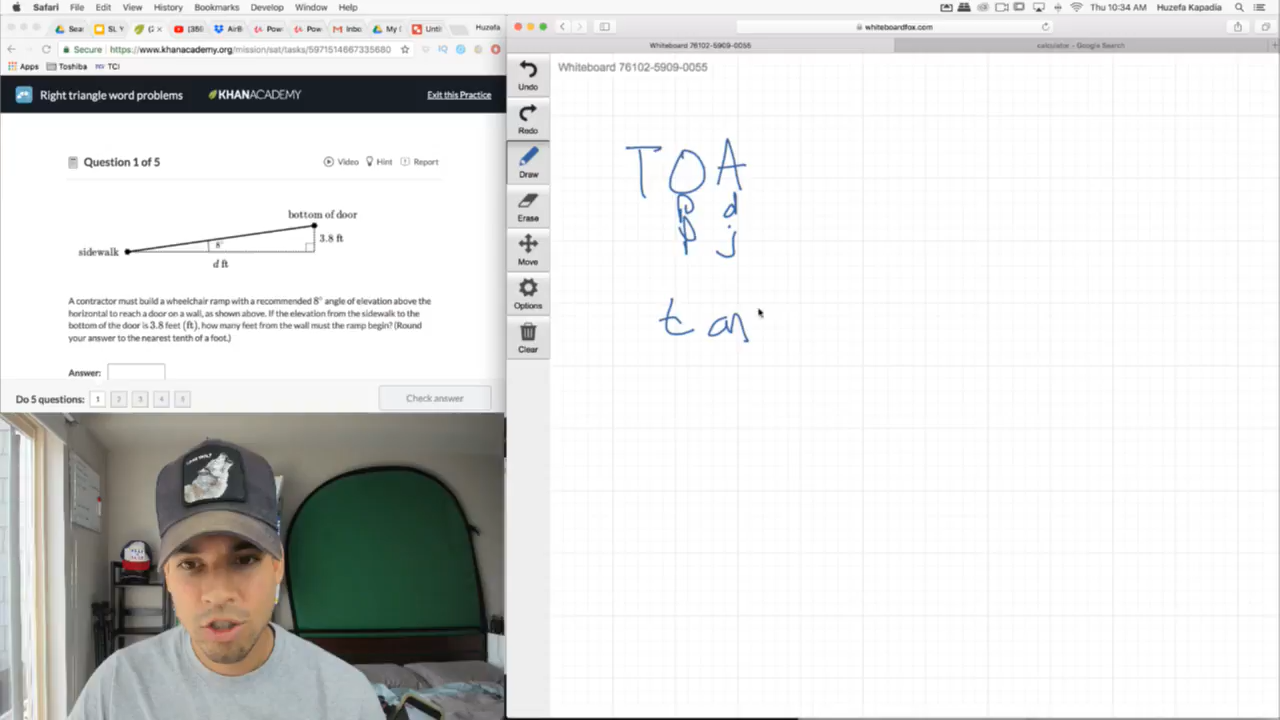 Safari File Edit View History Bookmarks Develop Window Help
Thu 10:34 AM Huzefa Kapadia
Huzefa
Secure https://www.khanacademy.org/mission/sat/tasks/5971514667335680
Apps Toshiba TCI
Right triangle word problems KHANACADEMY Exit this Practice
Question 1 of 5 Video Hint Report
bottom of door
sidewalk 8° 3.8 ft
d ft
A contractor must build a wheelchair ramp with a recommended 8° angle of elevation above the
horizontal to reach a door on a wall, as shown above. If the elevation from the sidewalk to the
bottom of the door is 3.8 feet (ft), how many feet from the wall must the ramp begin? (Round
your answer to the nearest tenth of a foot.)
Answer:
Do 5 questions: 1 2 3 4 5 Check answer
whiteboardfox.com
Whiteboard 76102-5909-0055 calculator - Google Search
Whiteboard 76102-5909-0055
Undo
Redo
Draw
Erase
Move
Options
Clear
TOA
p d
p j
tan